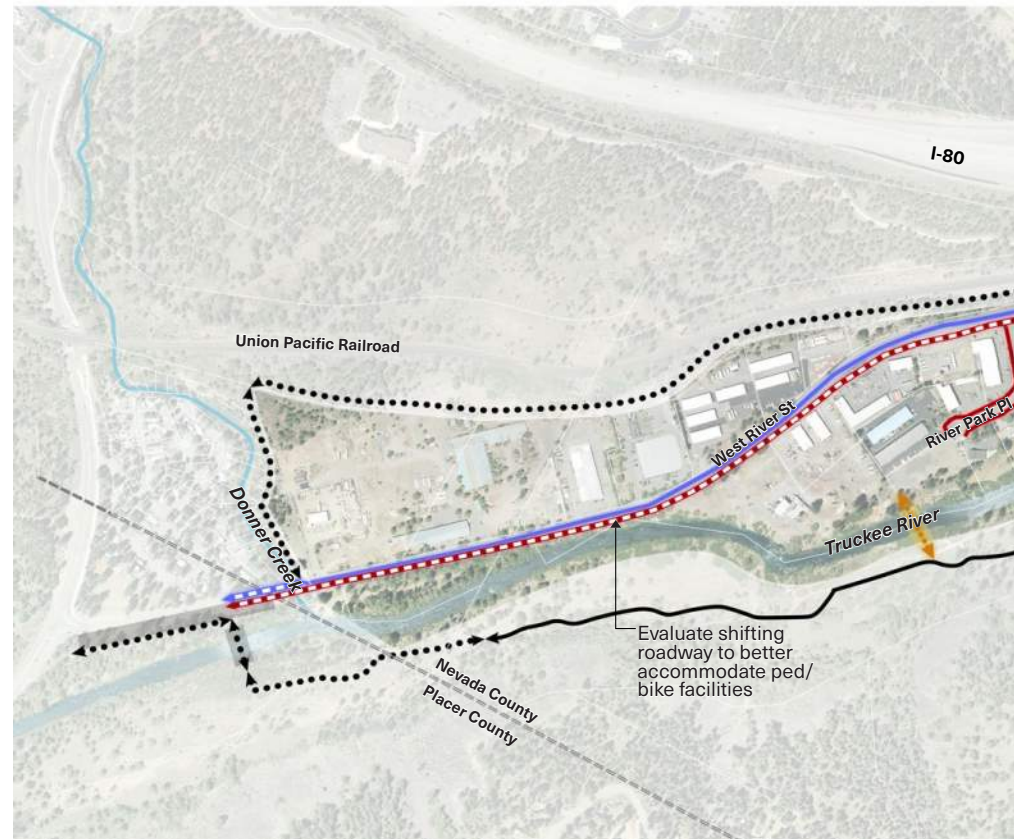 I-80
Union Pacific Railroad
West River St
River Park Pl
Donner Creek
Truckee River
Evaluate shifting
roadway to better
accommodate ped/
bike facilities
Nevada County
Placer County